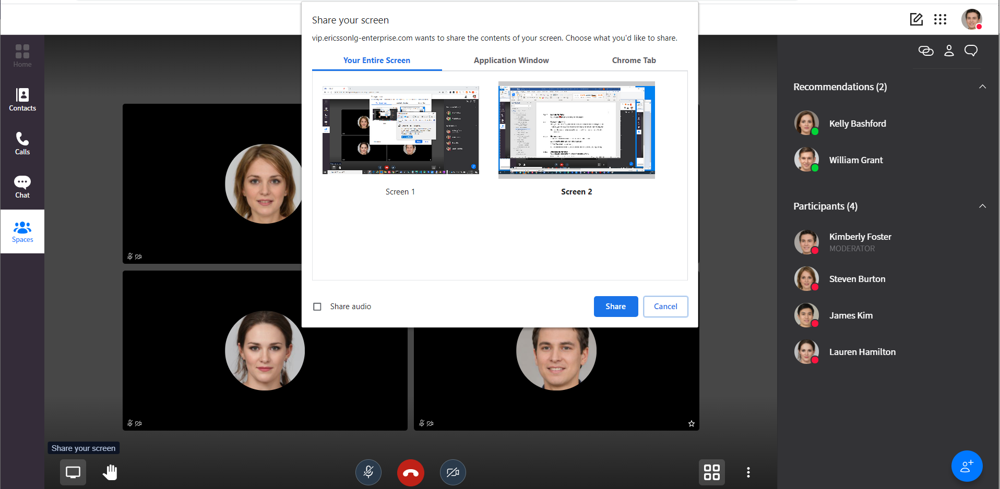 Share your screen
vip.ericssonlg-enterprise.com wants to share the contents of your screen. Choose what you'd like to share.
Your Entire Screen
Application Window
Chrome Tab
Screen 1
Screen 2
Share audio
Share
Cancel
Home
Contacts
Calls
Chat
Spaces
Share your screen
Recommendations (2)
Kelly Bashford
William Grant
Participants (4)
Kimberly Foster
MODERATOR
Steven Burton
James Kim
Lauren Hamilton